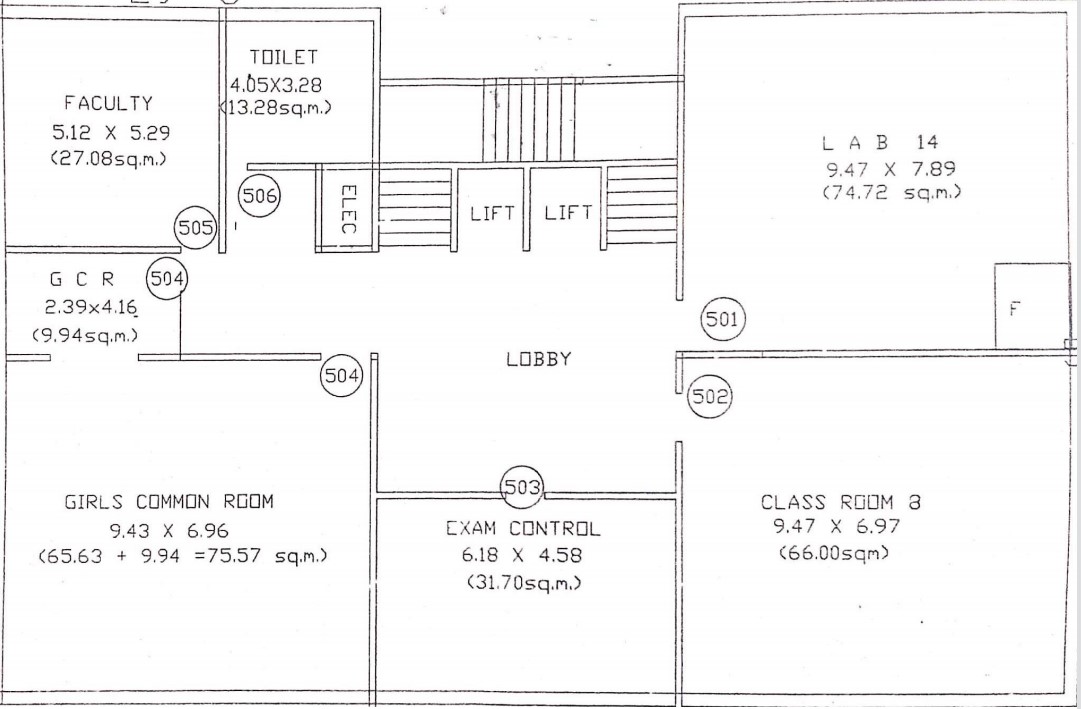 TOILET
4.05X3.28
(13.28sq.m.)
FACULTY
5.12 X 5.29
(27.08sq.m.)
L A B 14
9.47 X 7.89
(74.72 sq.m.)
506
ELEC
LIFT
LIFT
505
G C R
504
2.39x4.16
(9.94sq.m.)
501
F
LOBBY
504
502
503
GIRLS COMMON ROOM
9.43 X 6.96
(65.63 + 9.94 =75.57 sq.m.)
EXAM CONTROL
6.18 X 4.58
(31.70sq.m.)
CLASS ROOM 8
9.47 X 6.97
(66.00sqm)